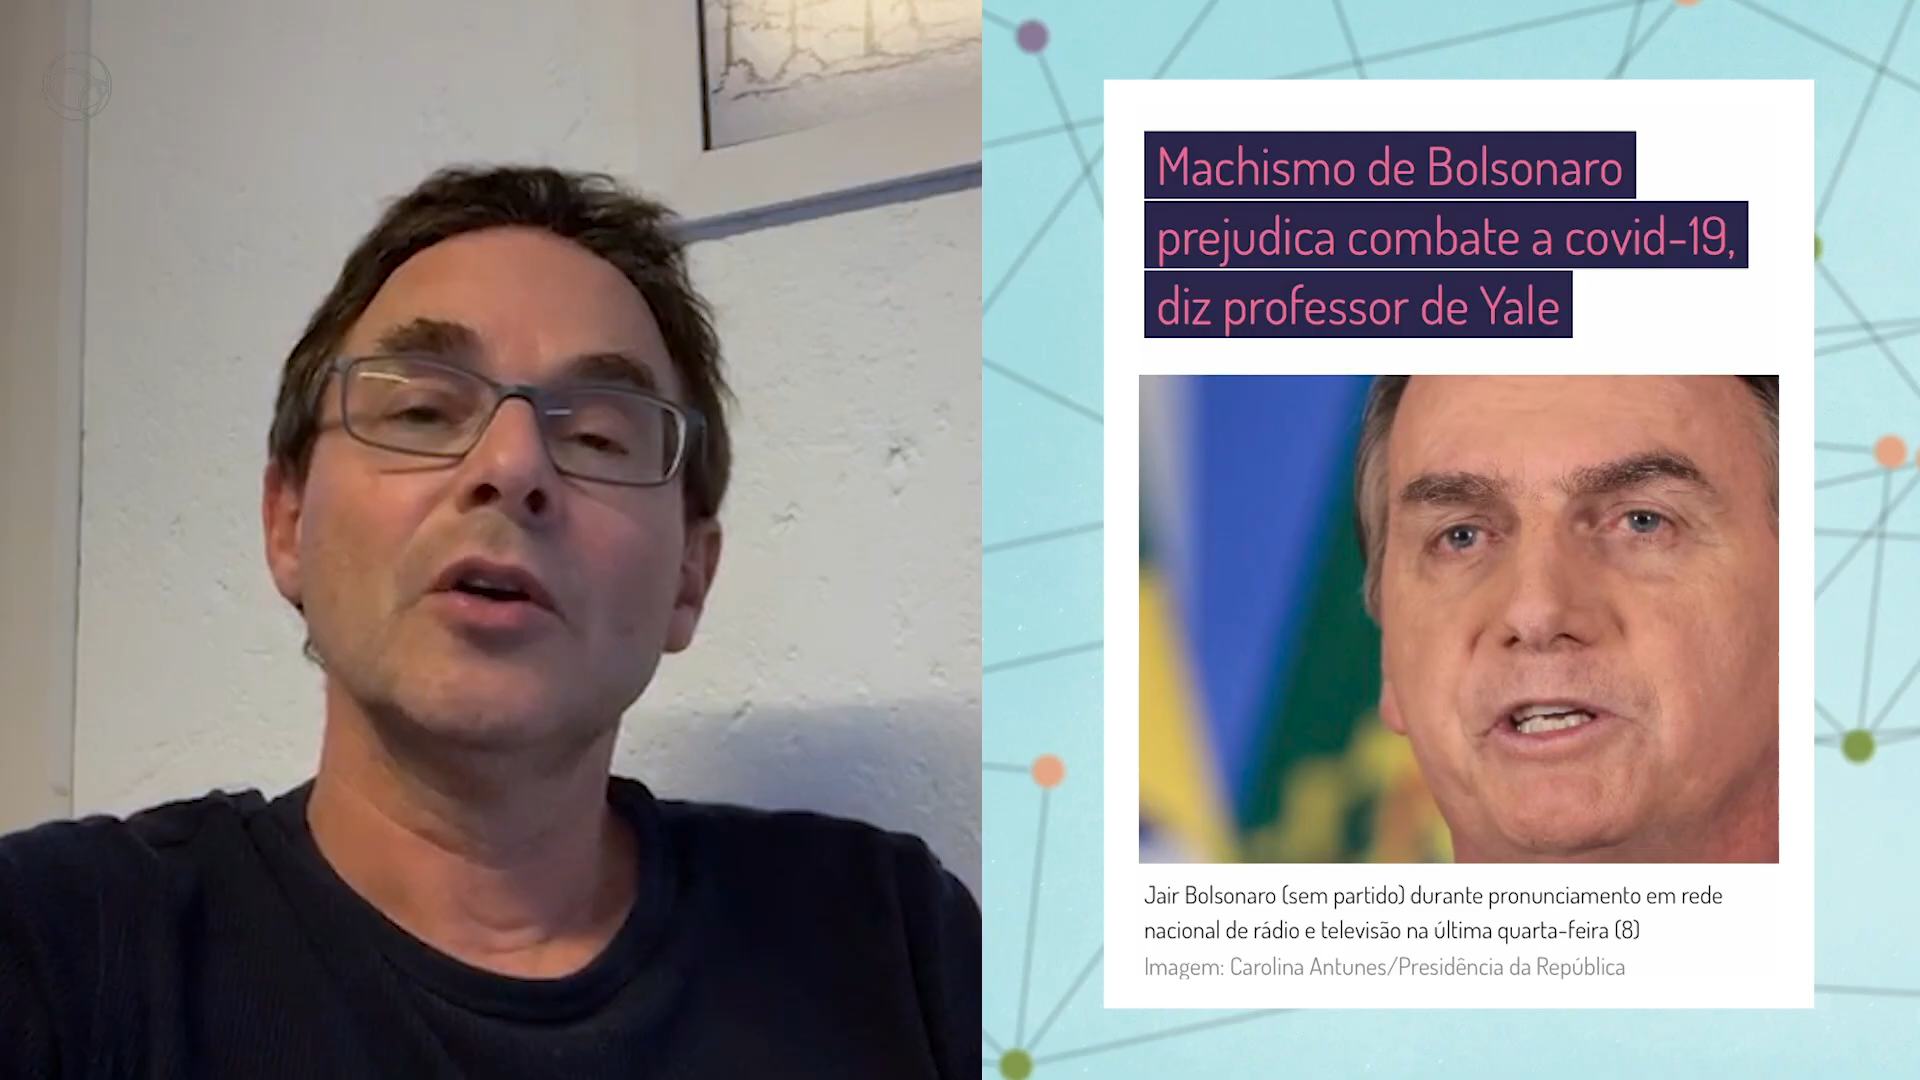 Machismo de Bolsonaro
prejudica combate a covid-19,
diz professor de Yale
Jair Bolsonaro (sem partido) durante pronunciamento em rede
nacional de rádio e televisão na última quarta-feira (8)
Imagem: Carolina Antunes/Presidência da República